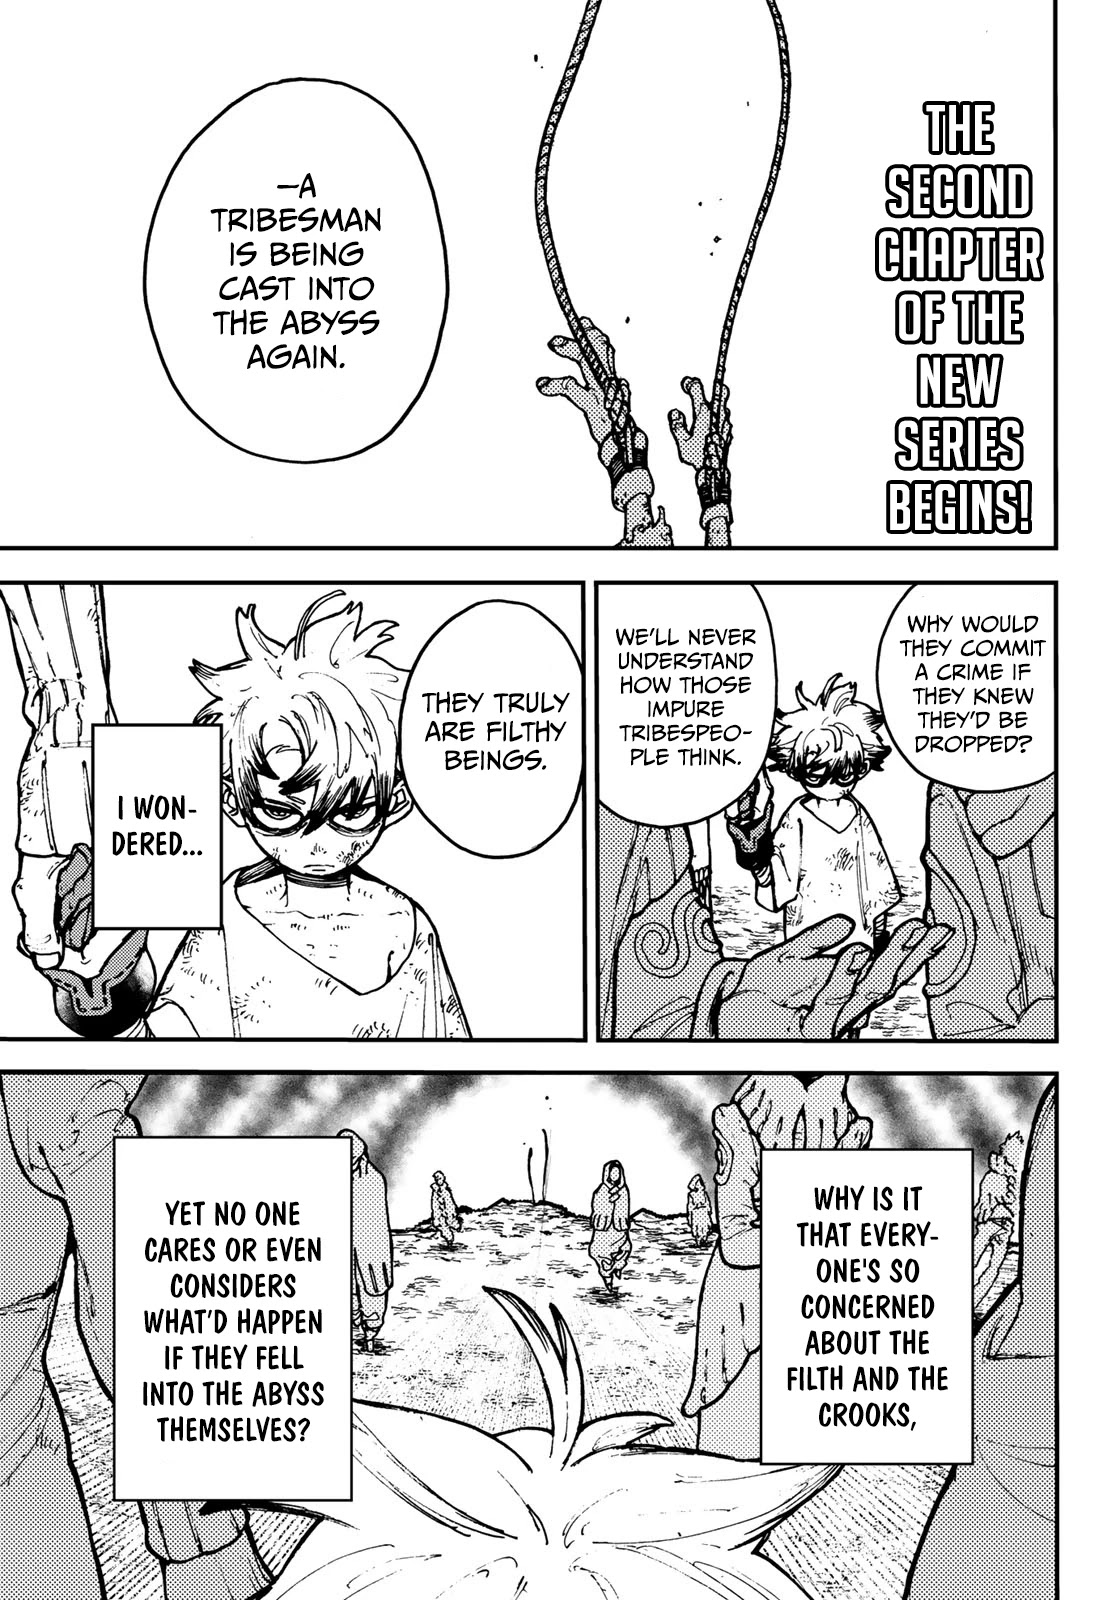 THE
SECOND
CHAPTER
OF THE
NEW
SERIES
BEGINS!
—A
TRIBESMAN
IS BEING
CAST INTO
THE ABYSS
AGAIN.
WHY WOULD
THEY COMMIT
A CRIME IF
THEY KNEW
THEY'D BE
DROPPED?
WE'LL NEVER
UNDERSTAND
HOW THOSE
IMPURE
TRIBESPEO-
PLE THINK.
THEY TRULY
ARE FILTHY
BEINGS.
I WON-
DERED...
WHY IS IT
THAT EVERY-
ONE'S SO
CONCERNED
ABOUT THE
FILTH AND THE
CROOKS,
YET NO ONE
CARES OR EVEN
CONSIDERS
WHAT'D HAPPEN
IF THEY FELL
INTO THE ABYSS
THEMSELVES?